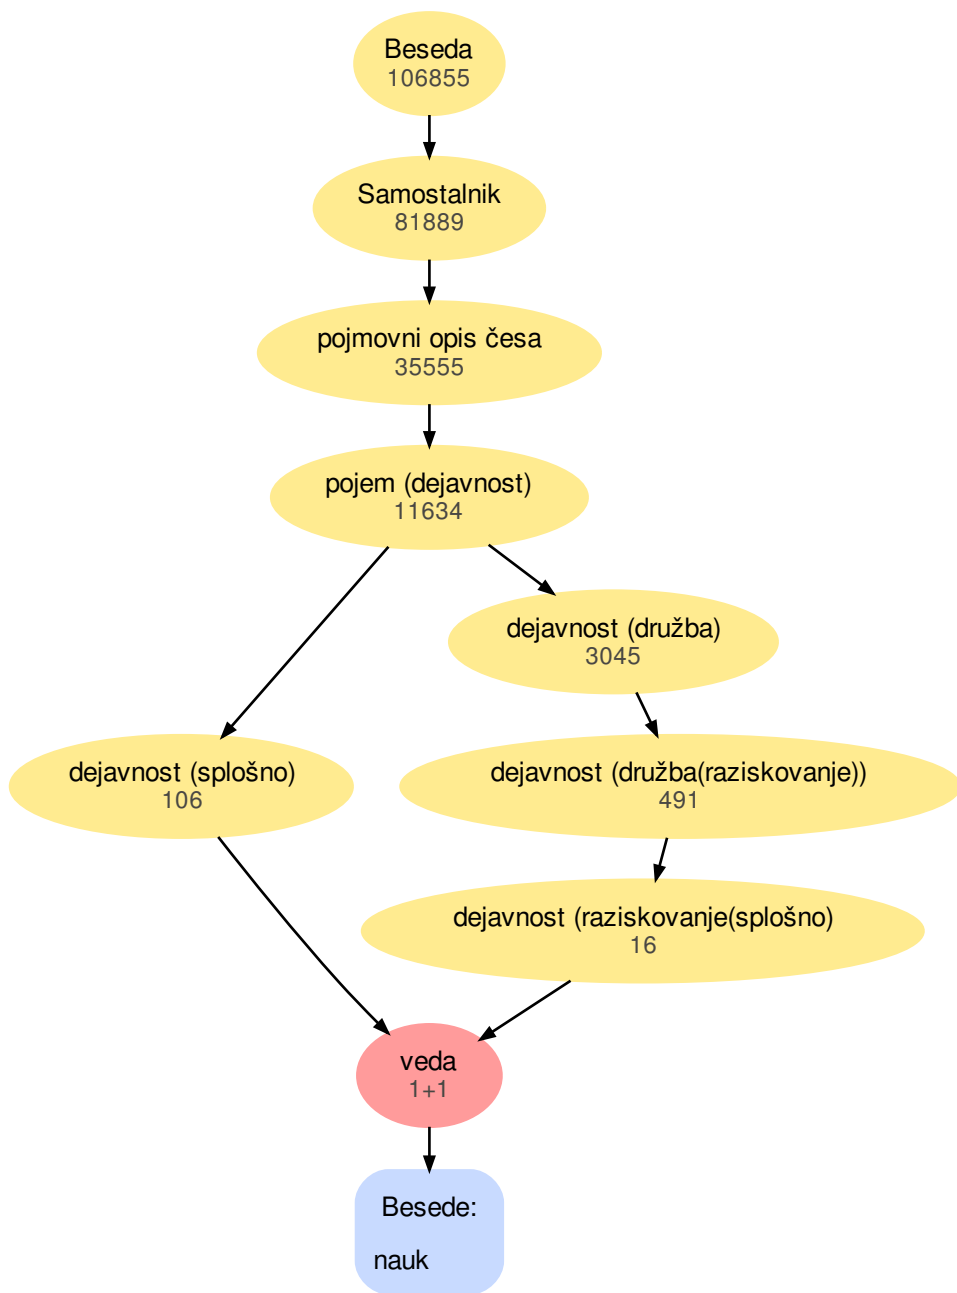 Beseda
106855
Samostalnik
81889
pojmovni opis česa
35555
pojem (dejavnost)
11634
dejavnost (družba)
3045
dejavnost (splošno)
106
dejavnost (družba(raziskovanje))
491
dejavnost (raziskovanje(splošno)
16
veda
1+1
Besede:
nauk